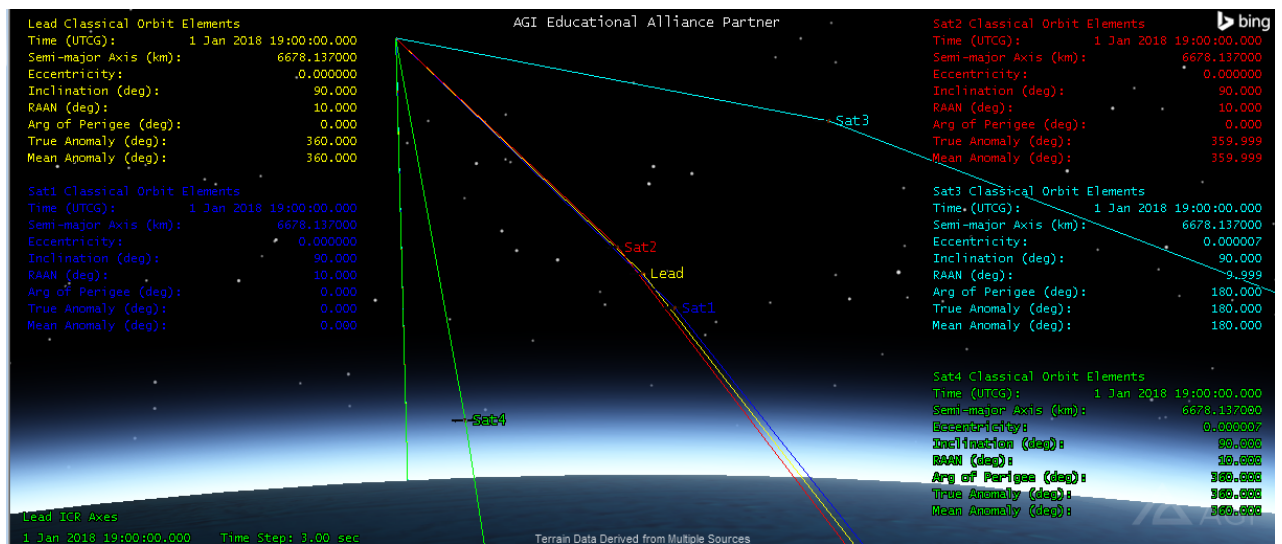 Lead Classical Orbit Elements
Time (UTCG): 1 Jan 2018 19:00:00.000
Semi-major Axis (km): 6678.137000
Eccentricity: 0.000000
Inclination (deg): 90.000
RAAN (deg): 10.000
Arg of Perigee (deg): 0.000
True Anomaly (deg): 360.000
Mean Anomaly (deg): 360.000
Sat1 Classical Orbit Elements
Time (UTCG): 1 Jan 2018 19:00:00.000
Semi-major Axis (km): 6678.137000
Eccentricity: 0.000000
Inclination (deg): 90.000
RAAN (deg): 10.000
Arg of Perigee (deg): 0.000
True Anomaly (deg): 0.000
Mean Anomaly (deg): 0.000
Lead ICR Axes
1 Jan 2018 19:00:00.000 Time Step: 3.00 sec
AGI Educational Alliance Partner
Sat3
Sat2
Lead
Sat1
Sat4
Terrain Data Derived from Multiple Sources
bing
Sat2 Classical Orbit Elements
Time (UTCG): 1 Jan 2018 19:00:00.000
Semi-major Axis (km): 6678.137000
Eccentricity: 0.000000
Inclination (deg): 90.000
RAAN (deg): 10.000
Arg of Perigee (deg): 0.000
True Anomaly (deg): 359.999
Mean Anomaly (deg): 359.999
Sat3 Classical Orbit Elements
Time (UTCG): 1 Jan 2018 19:00:00.000
Semi-major Axis (km): 6678.137000
Eccentricity: 0.000007
Inclination (deg): 90.000
RAAN (deg): 9.999
Arg of Perigee (deg): 180.000
True Anomaly (deg): 180.000
Mean Anomaly (deg): 180.000
Sat4 Classical Orbit Elements
Time (UTCG): 1 Jan 2018 19:00:00.000
Semi-major Axis (km): 6678.137000
Eccentricity: 0.000007
Inclination (deg): 90.000
RAAN (deg): 10.000
Arg of Perigee (deg): 360.000
True Anomaly (deg): 360.000
Mean Anomaly (deg): 360.000
AGI